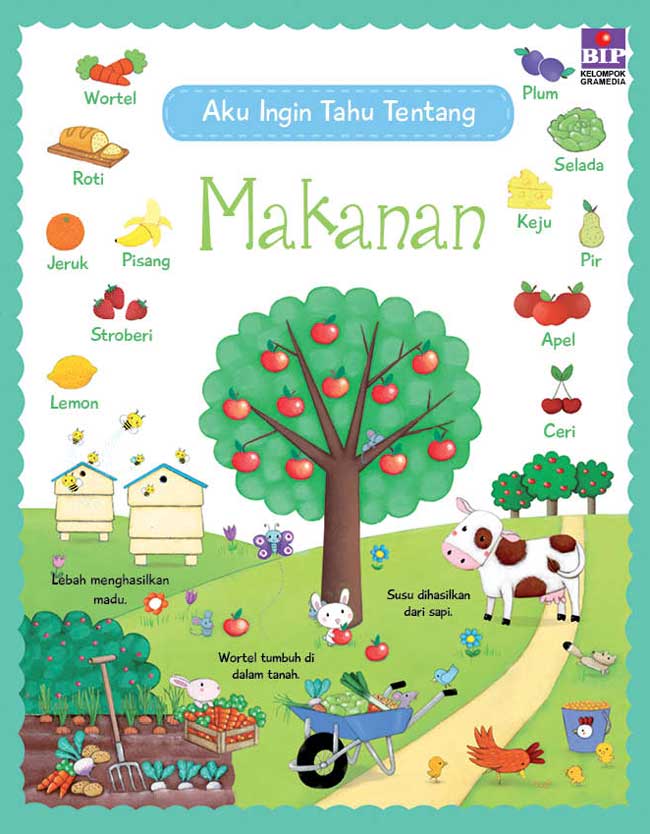 BIP
KELOMPOK
GRAMEDIA
Aku Ingin Tahu Tentang
Makanan
Wortel
Roti
Jeruk
Pisang
Stroberi
Lemon
Plum
Selada
Keju
Pir
Apel
Ceri
Lebah menghasilkan
madu.
Susu dihasilkan
dari sapi.
Wortel tumbuh di
dalam tanah.